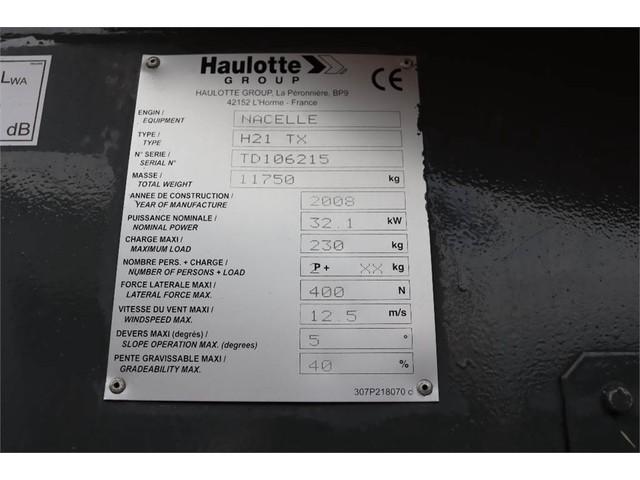 LWA
dB
Haulotte
GROUP
CE
HAULOTTE GROUP, La Péronnière, BP9
42152 L'Horme - France
ENGIN / EQUIPMENT NACELLE
TYPE / TYPE H21 TX
N° SERIE / SERIAL N° TD106215
MASSE / TOTAL WEIGHT 11750 kg
ANNEE DE CONSTRUCTION / YEAR OF MANUFACTURE 2008
PUISSANCE NOMINALE / NOMINAL POWER 32.1 kW
CHARGE MAXI / MAXIMUM LOAD 230 kg
NOMBRE PERS. + CHARGE / NUMBER OF PERSONS + LOAD P + XX kg
FORCE LATERALE MAXI / LATERAL FORCE MAX. 400 N
VITESSE DU VENT MAXI / WINDSPEED MAX. 12.5 m/s
DEVERS MAXI (degrés) / SLOPE OPERATION MAX. (degrees) 5 °
PENTE GRAVISSABLE MAXI / GRADEABILITY MAX. 40 %
307P218070 c